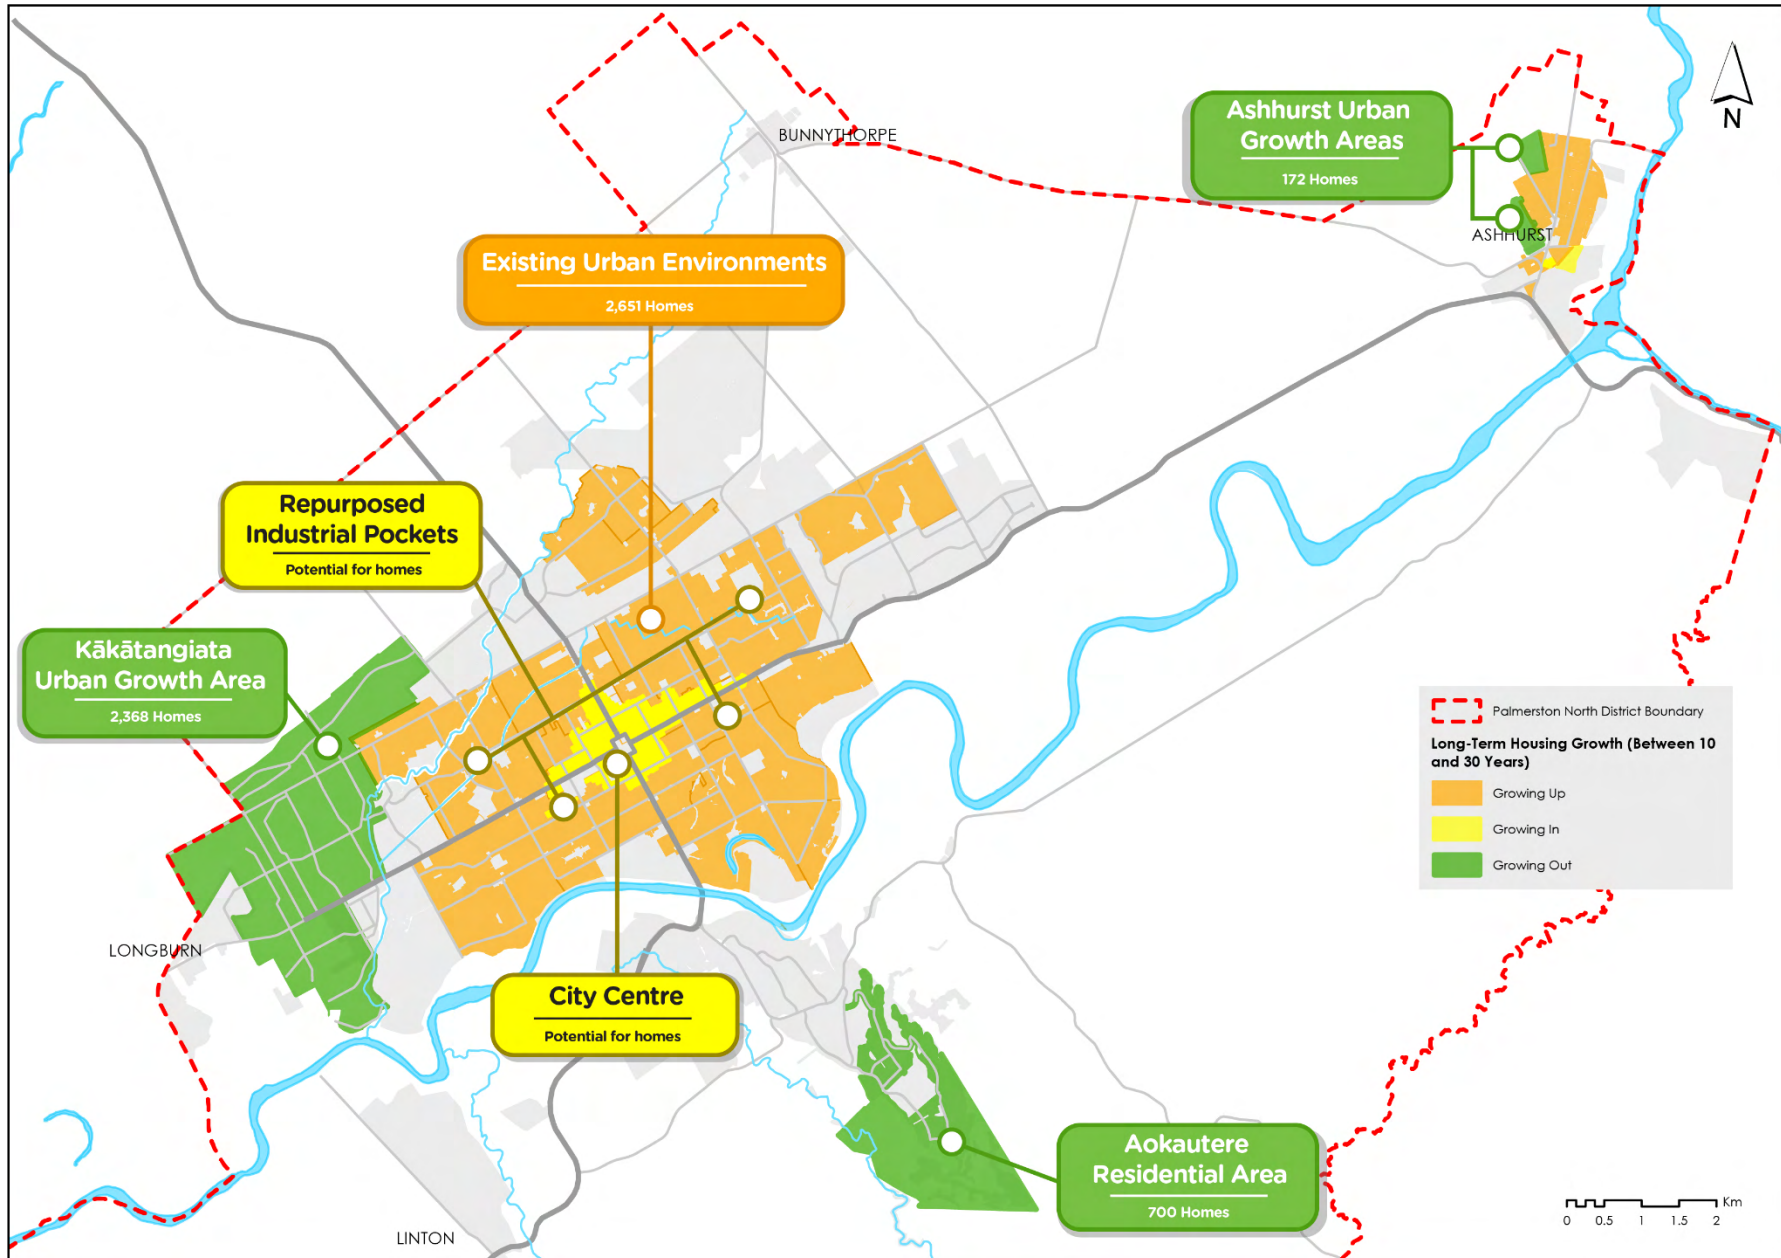 BUNNYTHORPE
Ashhurst Urban
Growth Areas
172 Homes
N
ASHHURST
Existing Urban Environments
2,651 Homes
Repurposed
Industrial Pockets
Potential for homes
Kākātangiata
Urban Growth Area
2,368 Homes
Palmerston North District Boundary
Long-Term Housing Growth (Between 10
and 30 Years)
Growing Up
Growing In
Growing Out
LONGBURN
City Centre
Potential for homes
Aokautere
Residential Area
700 Homes
LINTON
Km
0 0.5 1 1.5 2